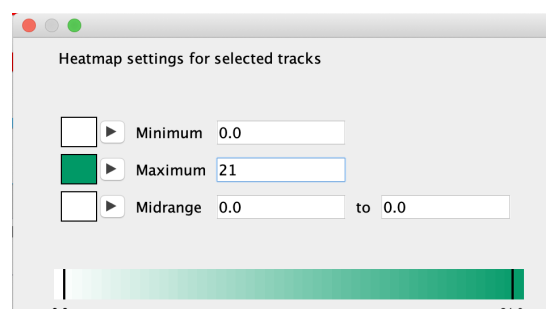 Heatmap settings for selected tracks
Minimum 0.0
Maximum 21
Midrange 0.0 to 0.0